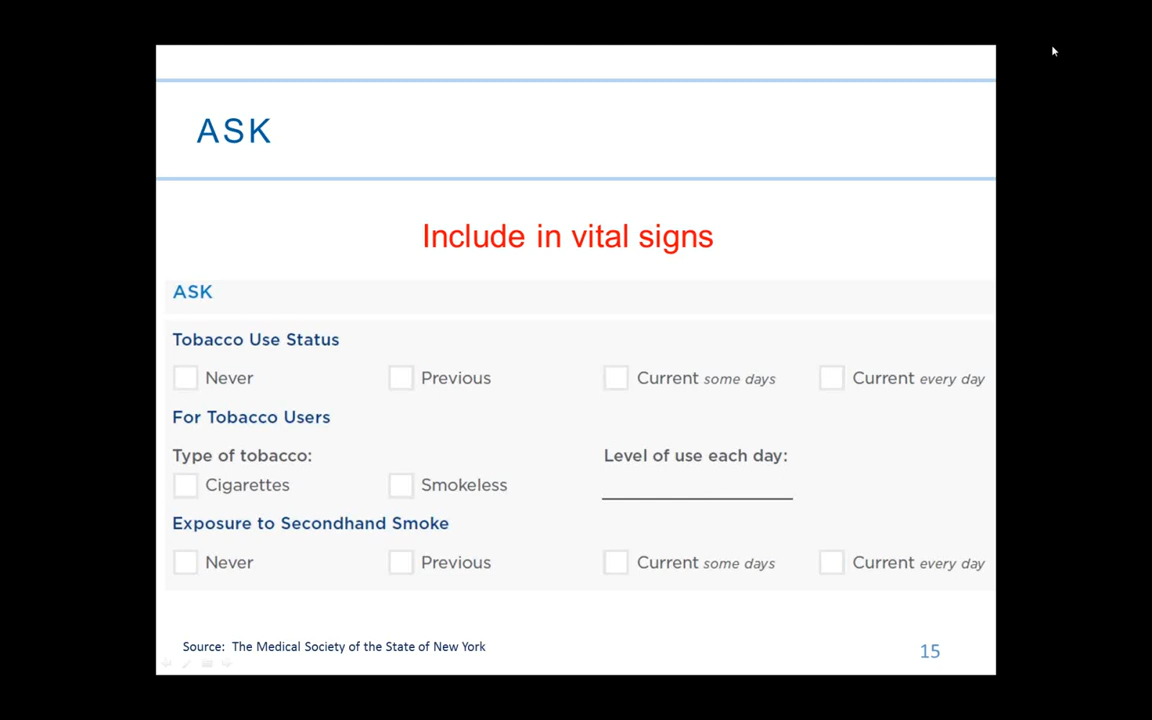 ASK
Include in vital signs
ASK
Tobacco Use Status
Never Previous Current some days Current every day
For Tobacco Users
Type of tobacco: Level of use each day:
Cigarettes Smokeless
Exposure to Secondhand Smoke
Never Previous Current some days Current every day
Source: The Medical Society of the State of New York
15